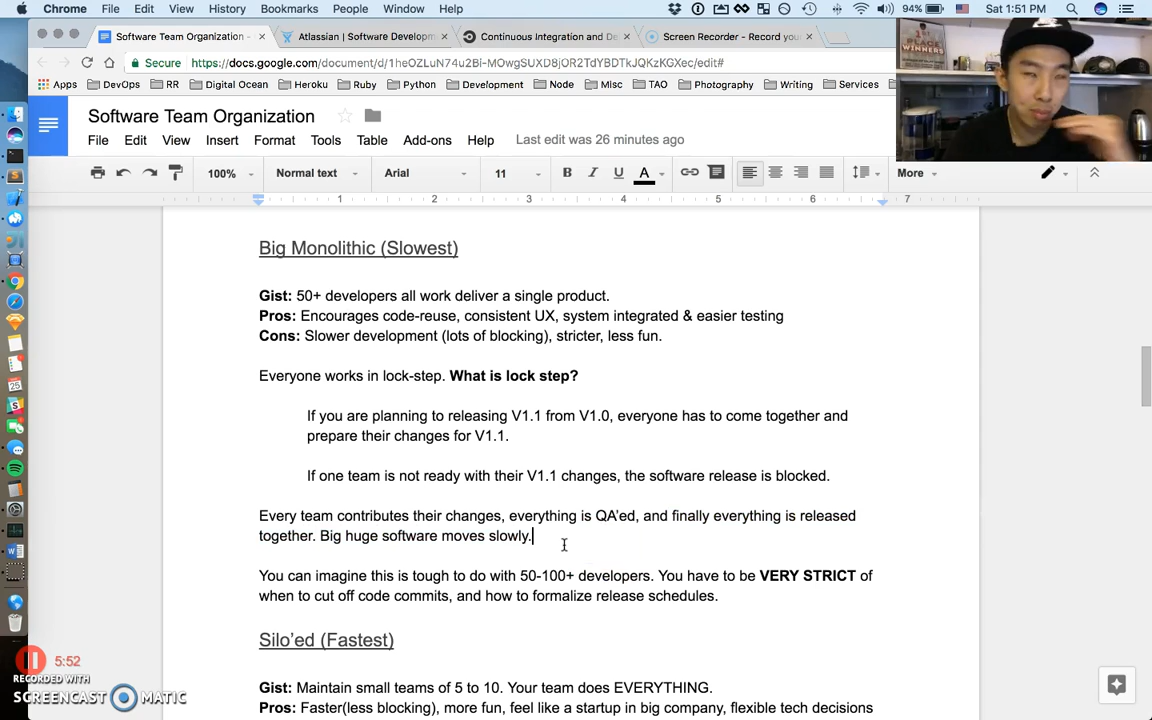 Chrome File Edit View History Bookmarks People Window Help 94% Sat 1:51 PM
Software Team Organization - Atlassian | Software Developm Continuous Integration and De Screen Recorder - Record your
Secure https://docs.google.com/document/d/1heOZLuN74u2Bi-MOwgSUXD8jOR2TdYBDTkJQKzKGXec/edit#
Apps DevOps RR Digital Ocean Heroku Ruby Python Development Node Misc TAO Photography Writing Services
WINNERS
Software Team Organization
File Edit View Insert Format Tools Table Add-ons Help Last edit was 26 minutes ago
100% Normal text Arial 11 B I U A More
1 2 3 4 5 6 7
Big Monolithic (Slowest)
Gist: 50+ developers all work deliver a single product.
Pros: Encourages code-reuse, consistent UX, system integrated & easier testing
Cons: Slower development (lots of blocking), stricter, less fun.
Everyone works in lock-step. What is lock step?
If you are planning to releasing V1.1 from V1.0, everyone has to come together and
prepare their changes for V1.1.
If one team is not ready with their V1.1 changes, the software release is blocked.
Every team contributes their changes, everything is QA'ed, and finally everything is released
together. Big huge software moves slowly.
You can imagine this is tough to do with 50-100+ developers. You have to be VERY STRICT of
when to cut off code commits, and how to formalize release schedules.
Silo'ed (Fastest)
Gist: Maintain small teams of 5 to 10. Your team does EVERYTHING.
Pros: Faster(less blocking), more fun, feel like a startup in big company, flexible tech decisions
5:52
RECORDED WITH
SCREENCAST MATIC